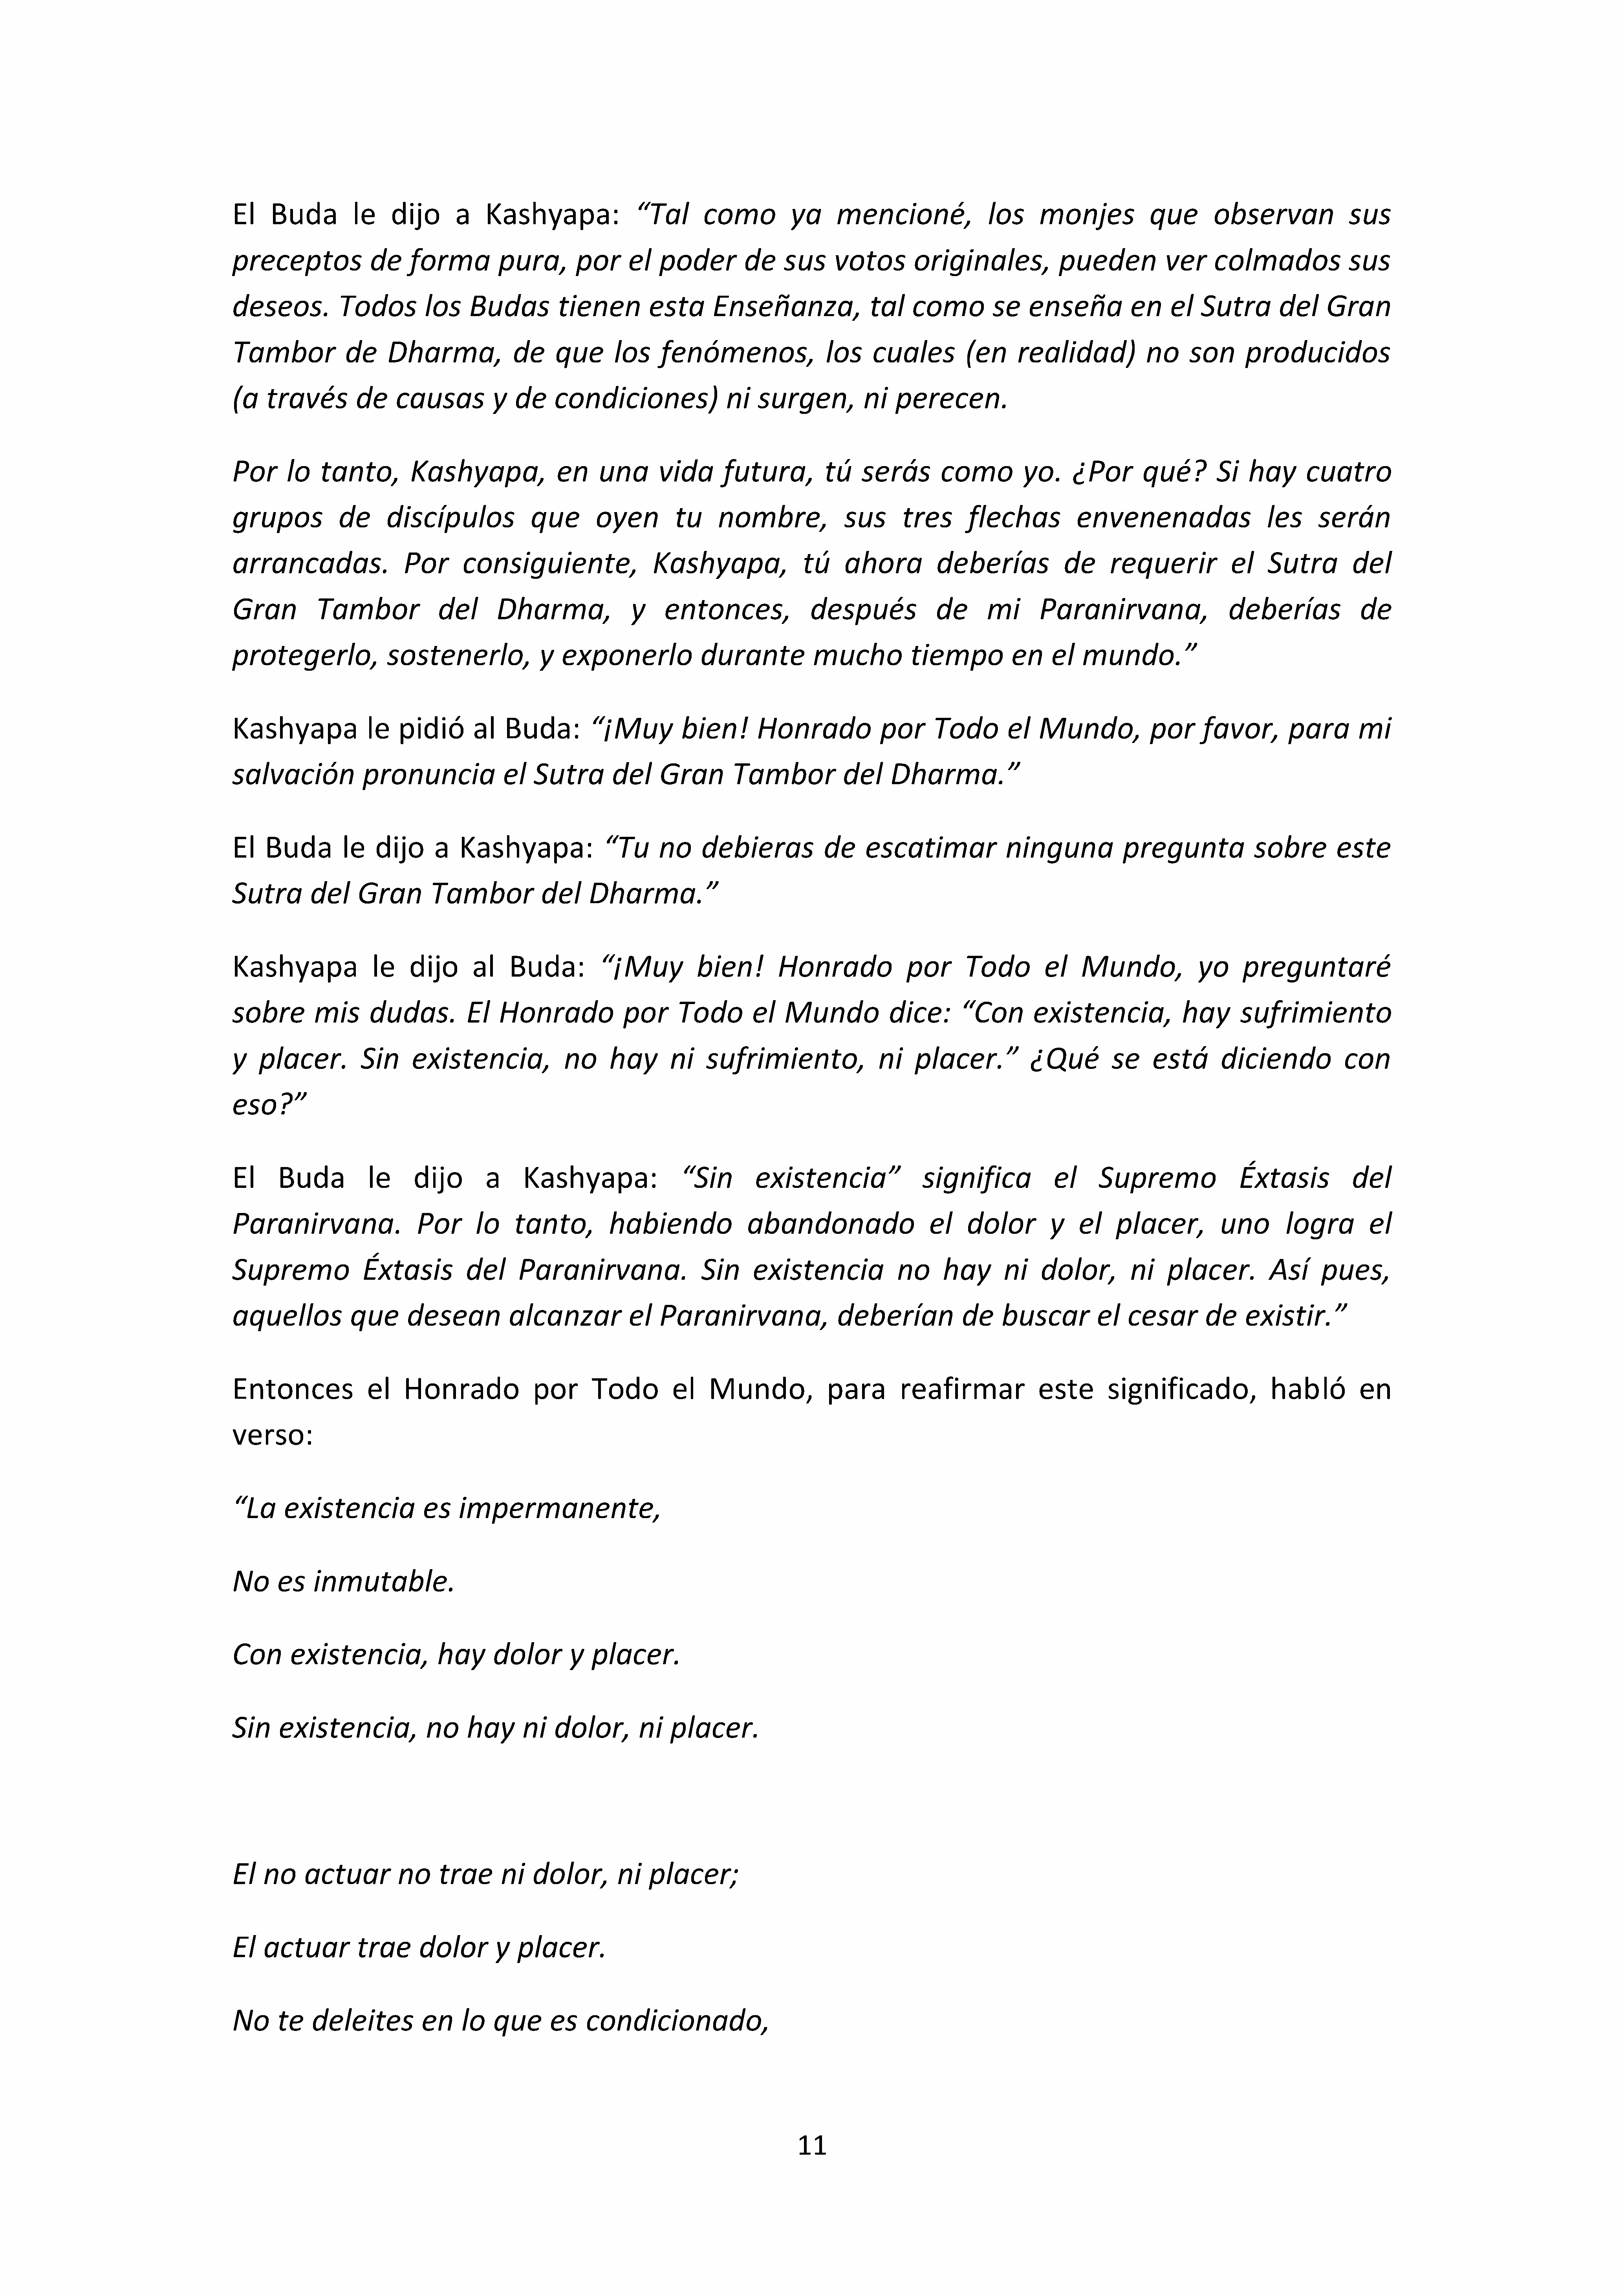 El Buda le dijo a Kashyapa: “Tal como ya mencioné, los monjes que observan sus
preceptos de forma pura, por el poder de sus votos originales, pueden ver colmados sus
deseos. Todos los Budas tienen esta Enseñanza, tal como se enseña en el Sutra del Gran
Tambor de Dharma, de que los fenómenos, los cuales (en realidad) no son producidos
(a través de causas y de condiciones) ni surgen, ni perecen.
Por lo tanto, Kashyapa, en una vida futura, tú serás como yo. ¿Por qué? Si hay cuatro
grupos de discípulos que oyen tu nombre, sus tres flechas envenenadas les serán
arrancadas. Por consiguiente, Kashyapa, tú ahora deberías de requerir el Sutra del
Gran Tambor del Dharma, y entonces, después de mi Paranirvana, deberías de
protegerlo, sostenerlo, y exponerlo durante mucho tiempo en el mundo.”
Kashyapa le pidió al Buda: “¡Muy bien! Honrado por Todo el Mundo, por favor, para mi
salvación pronuncia el Sutra del Gran Tambor del Dharma.”
El Buda le dijo a Kashyapa: “Tu no debieras de escatimar ninguna pregunta sobre este
Sutra del Gran Tambor del Dharma.”
Kashyapa le dijo al Buda: “¡Muy bien! Honrado por Todo el Mundo, yo preguntaré
sobre mis dudas. El Honrado por Todo el Mundo dice: “Con existencia, hay sufrimiento
y placer. Sin existencia, no hay ni sufrimiento, ni placer.” ¿Qué se está diciendo con
eso?”
El Buda le dijo a Kashyapa: “Sin existencia” significa el Supremo Éxtasis del
Paranirvana. Por lo tanto, habiendo abandonado el dolor y el placer, uno logra el
Supremo Éxtasis del Paranirvana. Sin existencia no hay ni dolor, ni placer. Así pues,
aquellos que desean alcanzar el Paranirvana, deberían de buscar el cesar de existir.”
Entonces el Honrado por Todo el Mundo, para reafirmar este significado, habló en
verso:
“La existencia es impermanente,
No es inmutable.
Con existencia, hay dolor y placer.
Sin existencia, no hay ni dolor, ni placer.
El no actuar no trae ni dolor, ni placer;
El actuar trae dolor y placer.
No te deleites en lo que es condicionado,
11